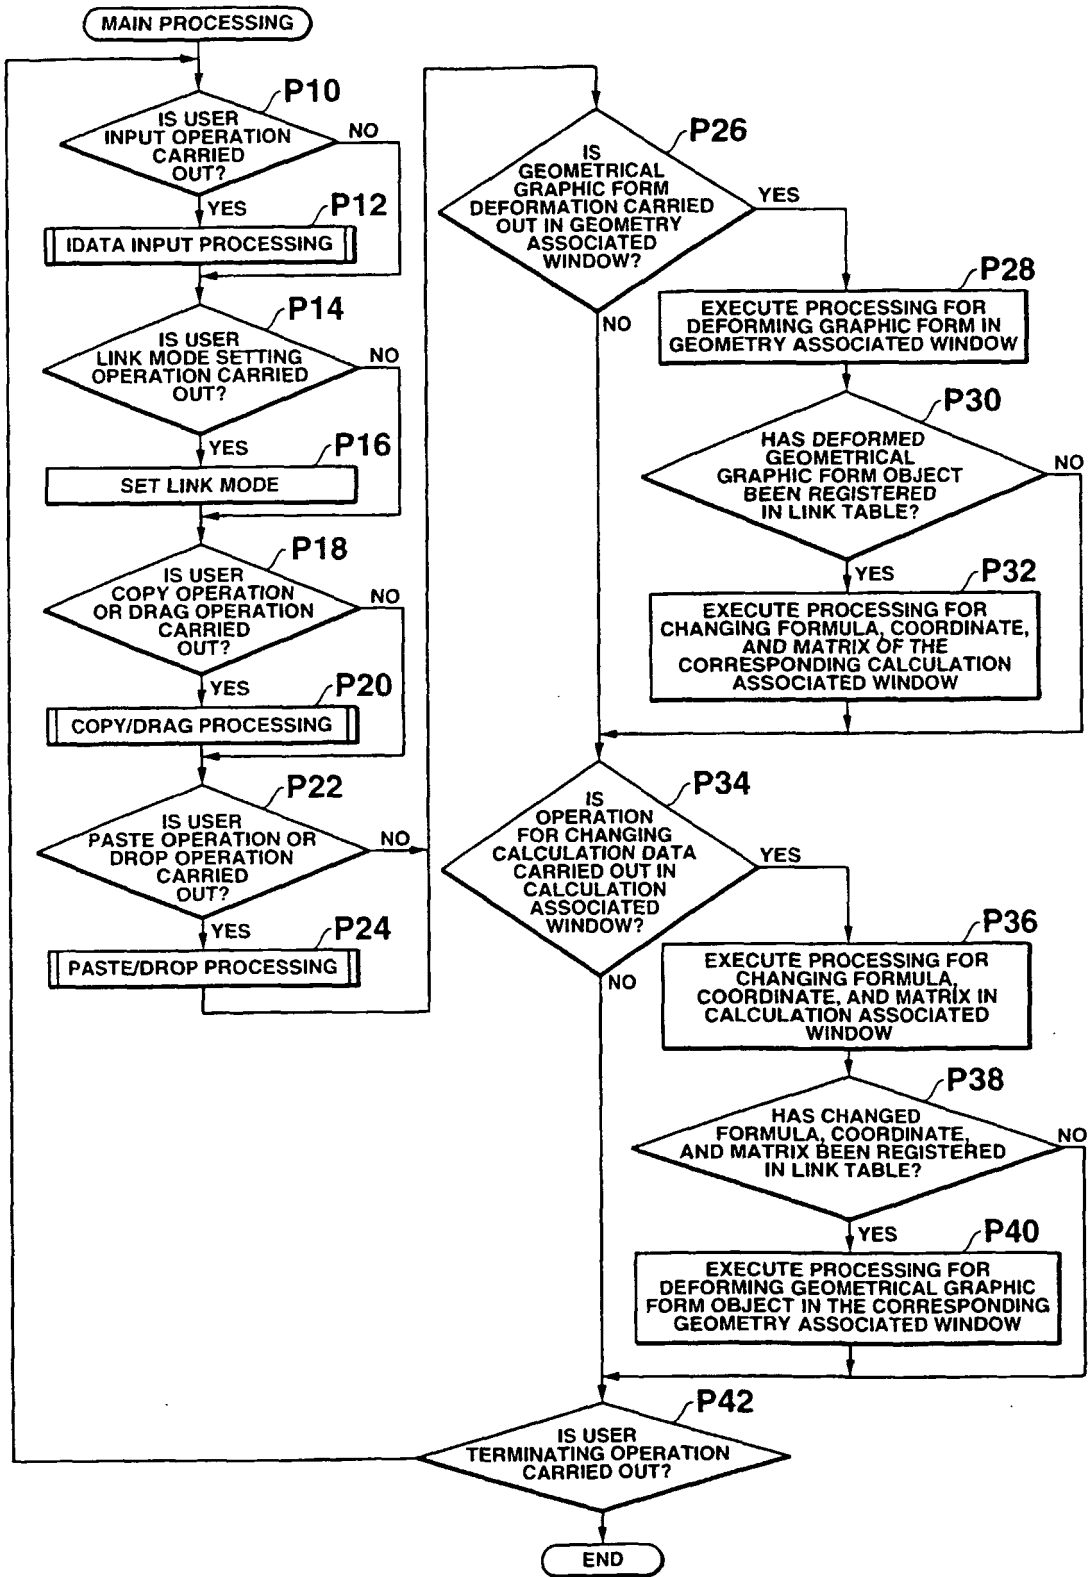 MAIN PROCESSING
P10
IS USER
INPUT OPERATION
CARRIED
OUT?
NO
YES
P12
IDATA INPUT PROCESSING
P14
IS USER
LINK MODE SETTING
OPERATION CARRIED
OUT?
NO
YES
P16
SET LINK MODE
P18
IS USER
COPY OPERATION
OR DRAG OPERATION
CARRIED
OUT?
NO
YES
P20
COPY/DRAG PROCESSING
P22
IS USER
PASTE OPERATION OR
DROP OPERATION
CARRIED
OUT?
NO
YES
P24
PASTE/DROP PROCESSING
P26
IS
GEOMETRICAL
GRAPHIC FORM
DEFORMATION CARRIED
OUT IN GEOMETRY
ASSOCIATED
WINDOW?
YES
NO
P28
EXECUTE PROCESSING FOR
DEFORMING GRAPHIC FORM IN
GEOMETRY ASSOCIATED WINDOW
P30
HAS DEFORMED
GEOMETRICAL
GRAPHIC FORM OBJECT
BEEN REGISTERED
IN LINK TABLE?
NO
YES
P32
EXECUTE PROCESSING FOR
CHANGING FORMULA, COORDINATE,
AND MATRIX OF THE
CORRESPONDING CALCULATION
ASSOCIATED WINDOW
P34
IS
OPERATION
FOR CHANGING
CALCULATION DATA
CARRIED OUT IN
CALCULATION
ASSOCIATED
WINDOW?
YES
NO
P36
EXECUTE PROCESSING FOR
CHANGING FORMULA,
COORDINATE, AND MATRIX IN
CALCULATION ASSOCIATED
WINDOW
P38
HAS CHANGED
FORMULA, COORDINATE,
AND MATRIX BEEN REGISTERED
IN LINK TABLE?
NO
YES
P40
EXECUTE PROCESSING FOR
DEFORMING GEOMETRICAL GRAPHIC
FORM OBJECT IN THE CORRESPONDING
GEOMETRY ASSOCIATED WINDOW
P42
IS USER
TERMINATING OPERATION
CARRIED OUT?
END